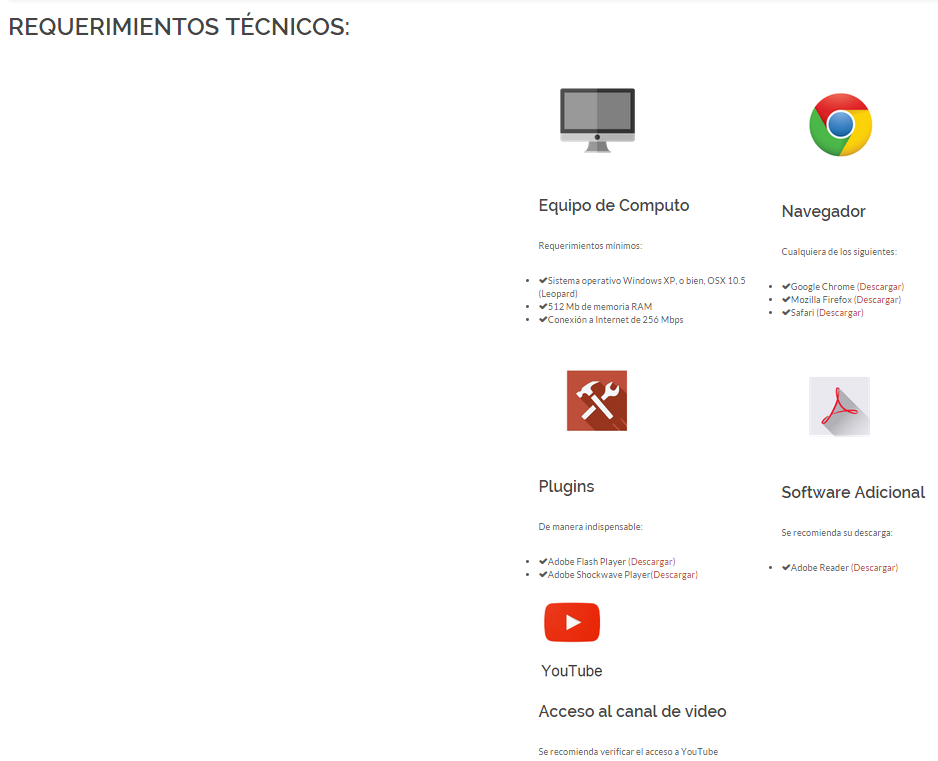 REQUERIMIENTOS TÉCNICOS:
Equipo de Computo
Requerimientos mínimos:
Sistema operativo Windows XP, o bien, OSX 10.5
(Leopard)
512 Mb de memoria RAM
Conexión a Internet de 256 Mbps
Navegador
Cualquiera de los siguientes:
Google Chrome (Descargar)
Mozilla Firefox (Descargar)
Safari (Descargar)
Plugins
De manera indispensable:
Adobe Flash Player (Descargar)
Adobe Shockwave Player(Descargar)
Software Adicional
Se recomienda su descarga:
Adobe Reader (Descargar)
YouTube
Acceso al canal de video
Se recomienda verificar el acceso a YouTube